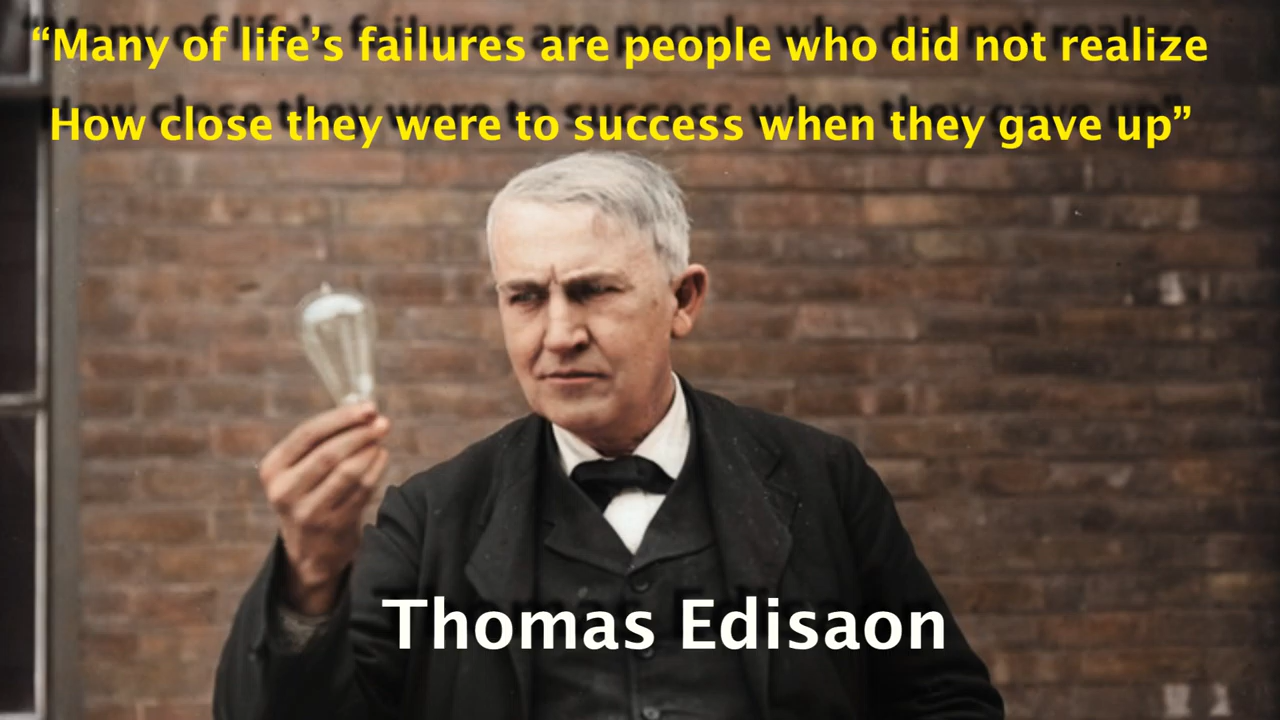 “Many of life’s failures are people who did not realize
How close they were to success when they gave up”
Thomas Edisaon